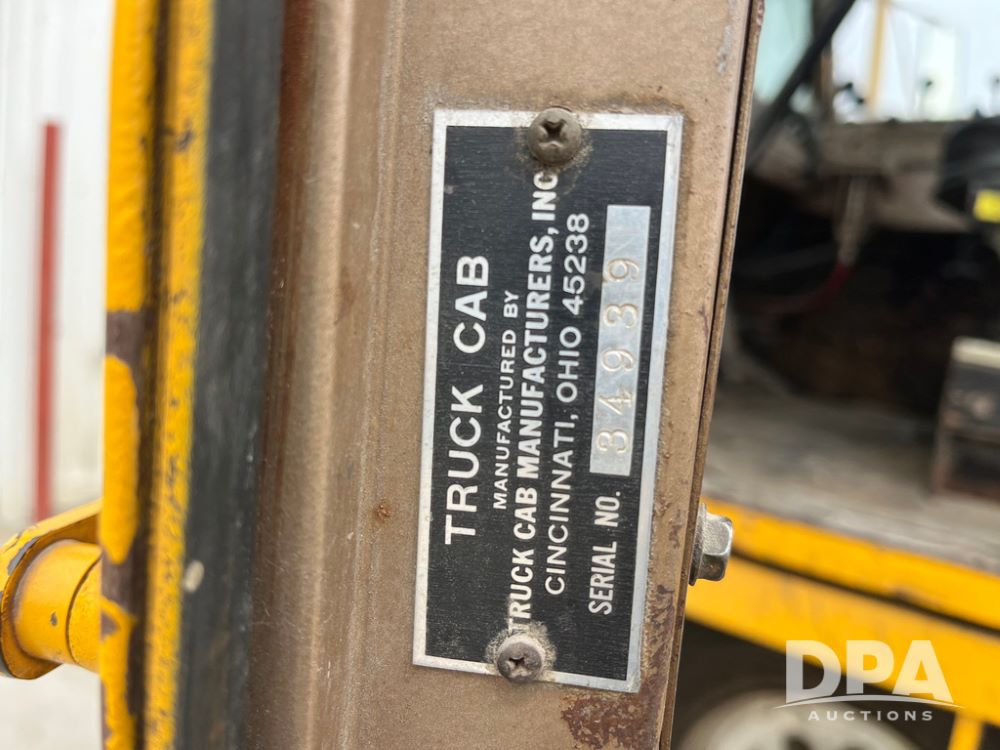 TRUCK CAB
MANUFACTURED BY
TRUCK CAB MANUFACTURERS, INC
CINCINNATI, OHIO 45238
SERIAL NO. 34939
DPA
AUCTIONS